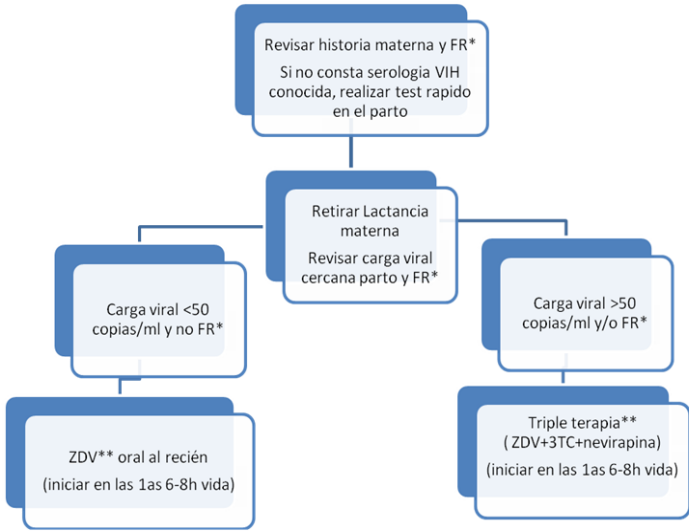 Revisar historia materna y FR*
Si no consta serologia VIH
conocida, realizar test rapido
en el parto
Retirar Lactancia
materna
Revisar carga viral
cercana parto y FR*
Carga viral <50
copias/ml y no FR*
Carga viral >50
copias/ml y/o FR*
ZDV** oral al recién
(iniciar en las 1as 6-8h vida)
Triple terapia**
( ZDV+3TC+nevirapina)
(iniciar en las 1as 6-8h vida)